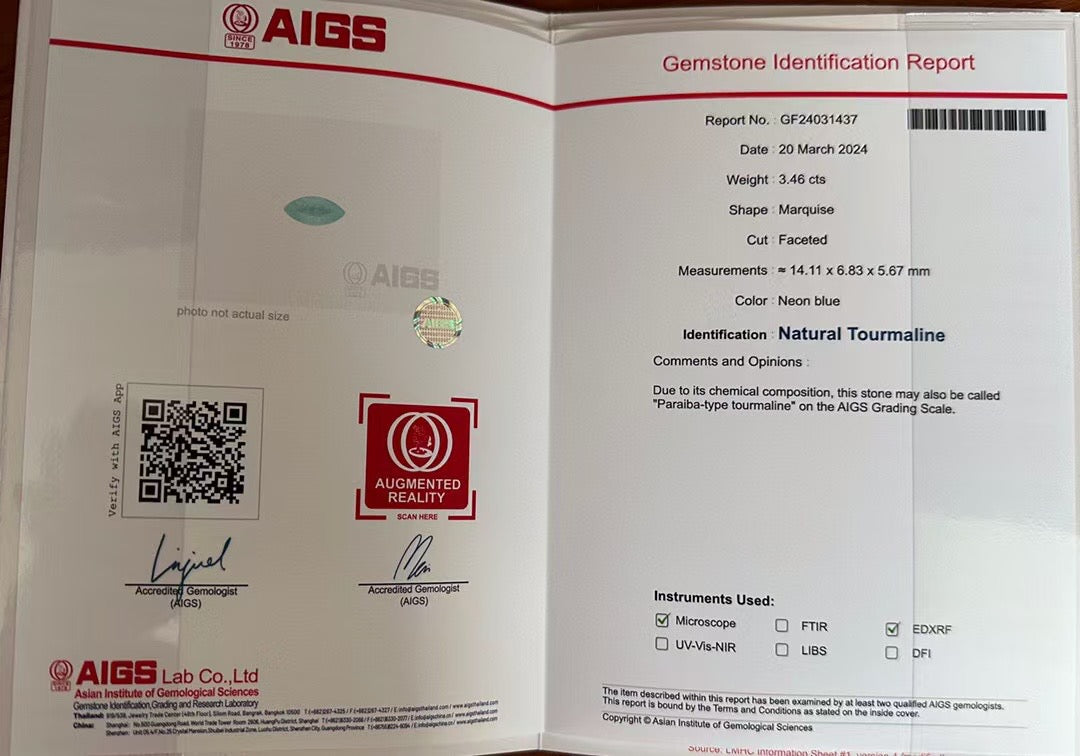 AIGS
SINCE 1978
AIGS
photo not actual size
AIGS
Verify with AIGS App
AUGMENTED
REALITY
SCAN HERE
Accredited Gemologist
(AIGS)
Accredited Gemologist
(AIGS)
AIGS Lab Co.,Ltd
Asian Institute of Gemological Sciences
Gemstone Identification, Grading and Research Laboratory
Gemstone Identification Report
Report No. : GF24031437
Date : 20 March 2024
Weight : 3.46 cts
Shape : Marquise
Cut : Faceted
Measurements : ≈ 14.11 x 6.83 x 5.67 mm
Color : Neon blue
Identification : Natural Tourmaline
Comments and Opinions :
Due to its chemical composition, this stone may also be called
"Paraiba-type tourmaline" on the AIGS Grading Scale.
Instruments Used:
Microscope FTIR EDXRF
UV-Vis-NIR LIBS DFI
The item described within this report has been examined by at least two qualified AIGS gemologists.
This report is bound by the Terms and Conditions as stated on the inside cover.
Copyright © Asian Institute of Gemological Sciences
Source: LMHC Information Sheet #1